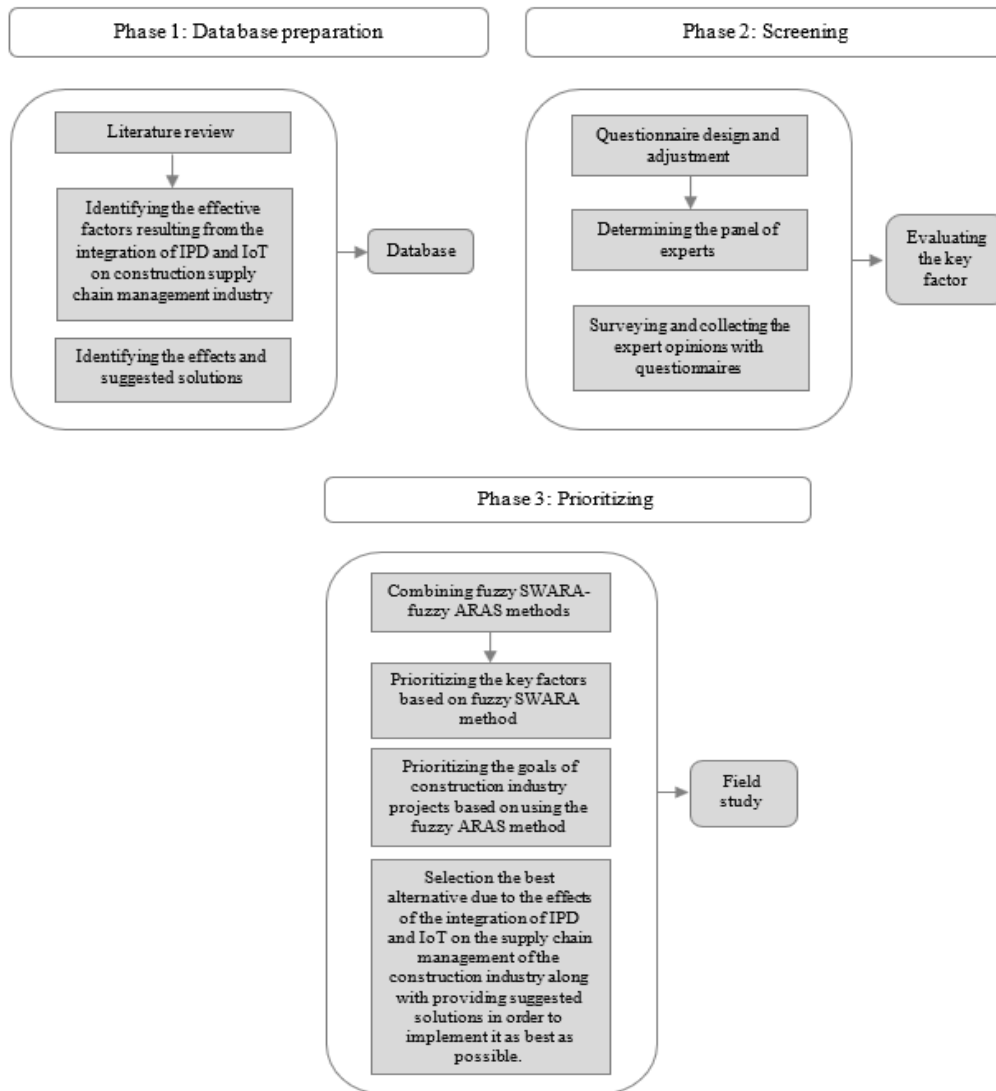 Phase 1: Database preparation
Literature review
Identifying the effective
factors resulting from the
integration of IPD and IoT
on construction supply
chain management industry
Identifying the effects and
suggested solutions
Database
Phase 2: Screening
Questionnaire design and
adjustment
Determining the panel of
experts
Surveying and collecting the
expert opinions with
questionnaires
Evaluating
the key
factor
Phase 3: Prioritizing
Combining fuzzy SWARA-
fuzzy ARAS methods
Prioritizing the key factors
based on fuzzy SWARA
method
Prioritizing the goals of
construction industry
projects based on using the
fuzzy ARAS method
Selection the best
alternative due to the effects
of the integration of IPD
and IoT on the supply chain
management of the
construction industry along
with providing suggested
solutions in order to
implement it as best as
possible.
Field
study